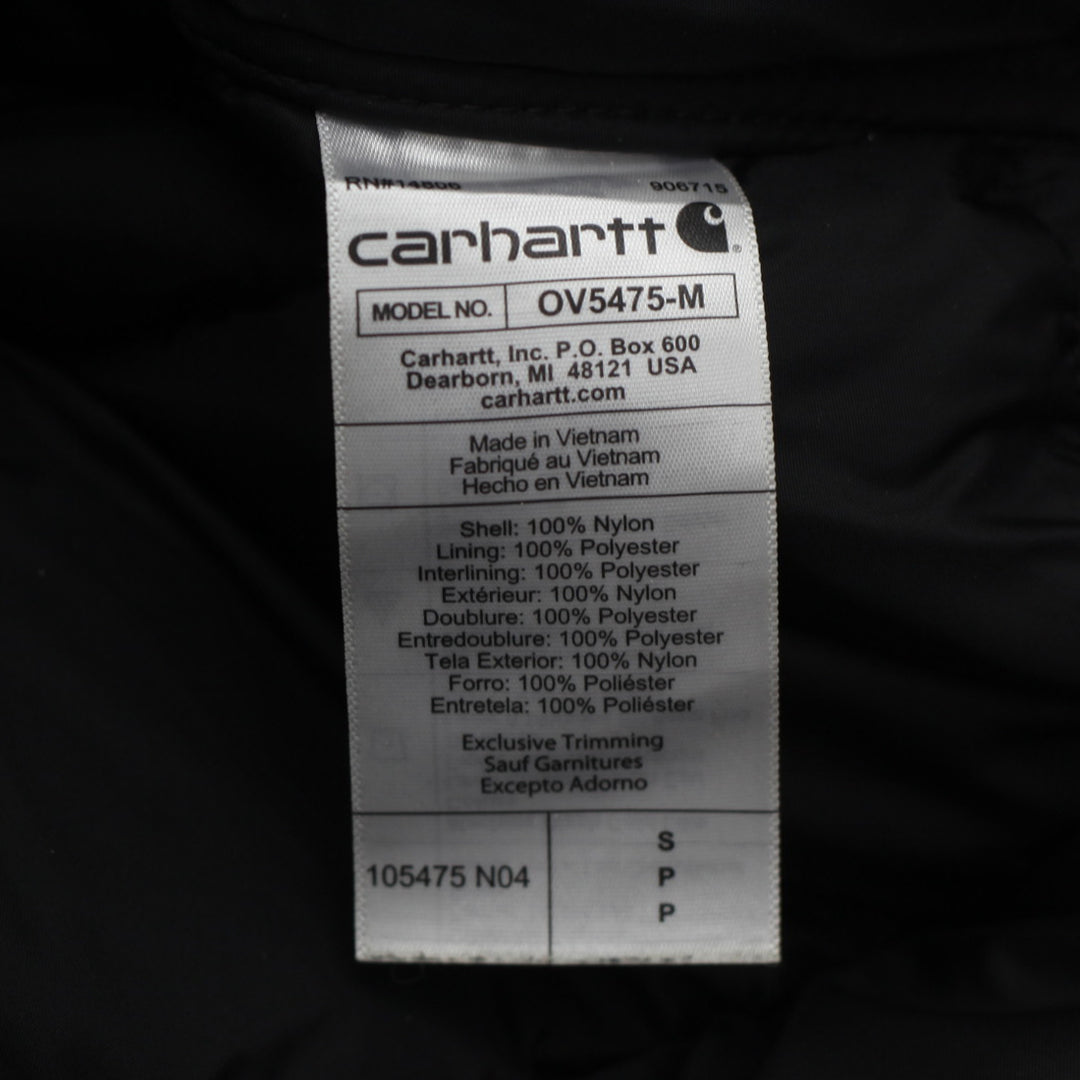 RN#14806 906715
carhartt ®
MODEL NO. OV5475-M
Carhartt, Inc. P.O. Box 600
Dearborn, MI 48121 USA
carhartt.com
Made in Vietnam
Fabriqué au Vietnam
Hecho en Vietnam
Shell: 100% Nylon
Lining: 100% Polyester
Interlining: 100% Polyester
Extérieur: 100% Nylon
Doublure: 100% Polyester
Entredoublure: 100% Polyester
Tela Exterior: 100% Nylon
Forro: 100% Poliéster
Entretela: 100% Poliéster
Exclusive Trimming
Sauf Garnitures
Excepto Adorno
105475 N04
S
P
P